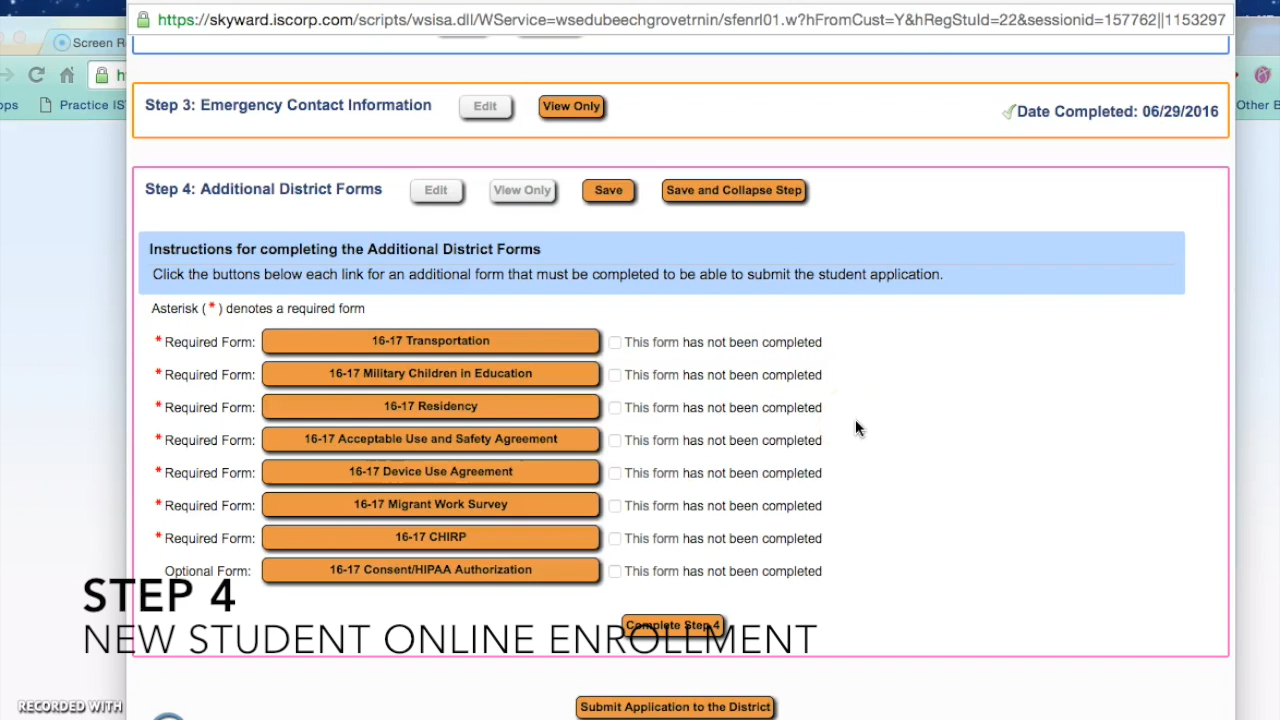 https://skyward.iscorp.com/scripts/wsisa.dll/WService=wsedubeechgrovetrnin/sfenrl01.w?hFromCust=Y&hRegStuId=22&sessionid=157762||1153297
Screen R
h
ops Practice IS Other B
Step 3: Emergency Contact Information Edit View Only Date Completed: 06/29/2016
Step 4: Additional District Forms Edit View Only Save Save and Collapse Step
Instructions for completing the Additional District Forms
Click the buttons below each link for an additional form that must be completed to be able to submit the student application.
Asterisk ( * ) denotes a required form
* Required Form: 16-17 Transportation This form has not been completed
* Required Form: 16-17 Military Children in Education This form has not been completed
* Required Form: 16-17 Residency This form has not been completed
* Required Form: 16-17 Acceptable Use and Safety Agreement This form has not been completed
* Required Form: 16-17 Device Use Agreement This form has not been completed
* Required Form: 16-17 Migrant Work Survey This form has not been completed
* Required Form: 16-17 CHIRP This form has not been completed
Optional Form: 16-17 Consent/HIPAA Authorization This form has not been completed
STEP 4
Complete Step 4
NEW STUDENT ONLINE ENROLLMENT
Submit Application to the District
RECORDED WITH